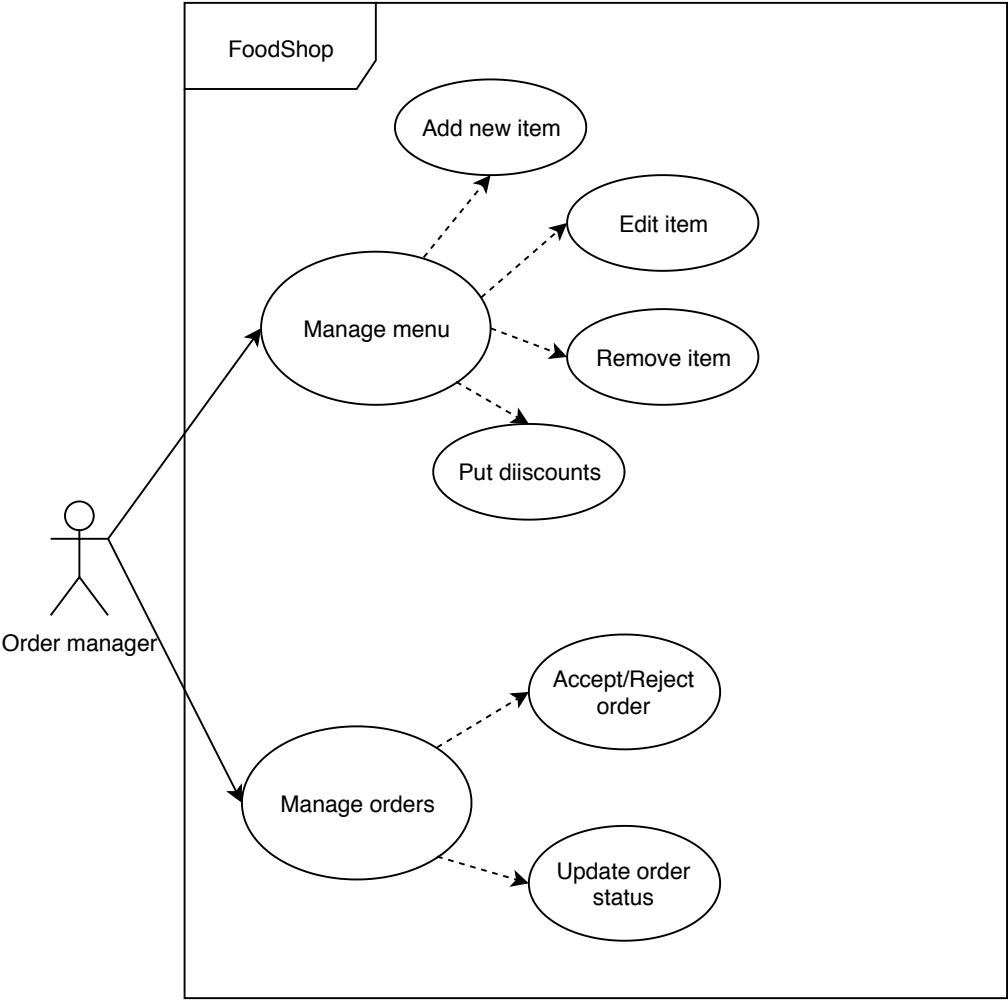 FoodShop
Add new item
Edit item
Manage menu
Remove item
Put diiscounts
Order manager
Accept/Reject
order
Manage orders
Update order
status